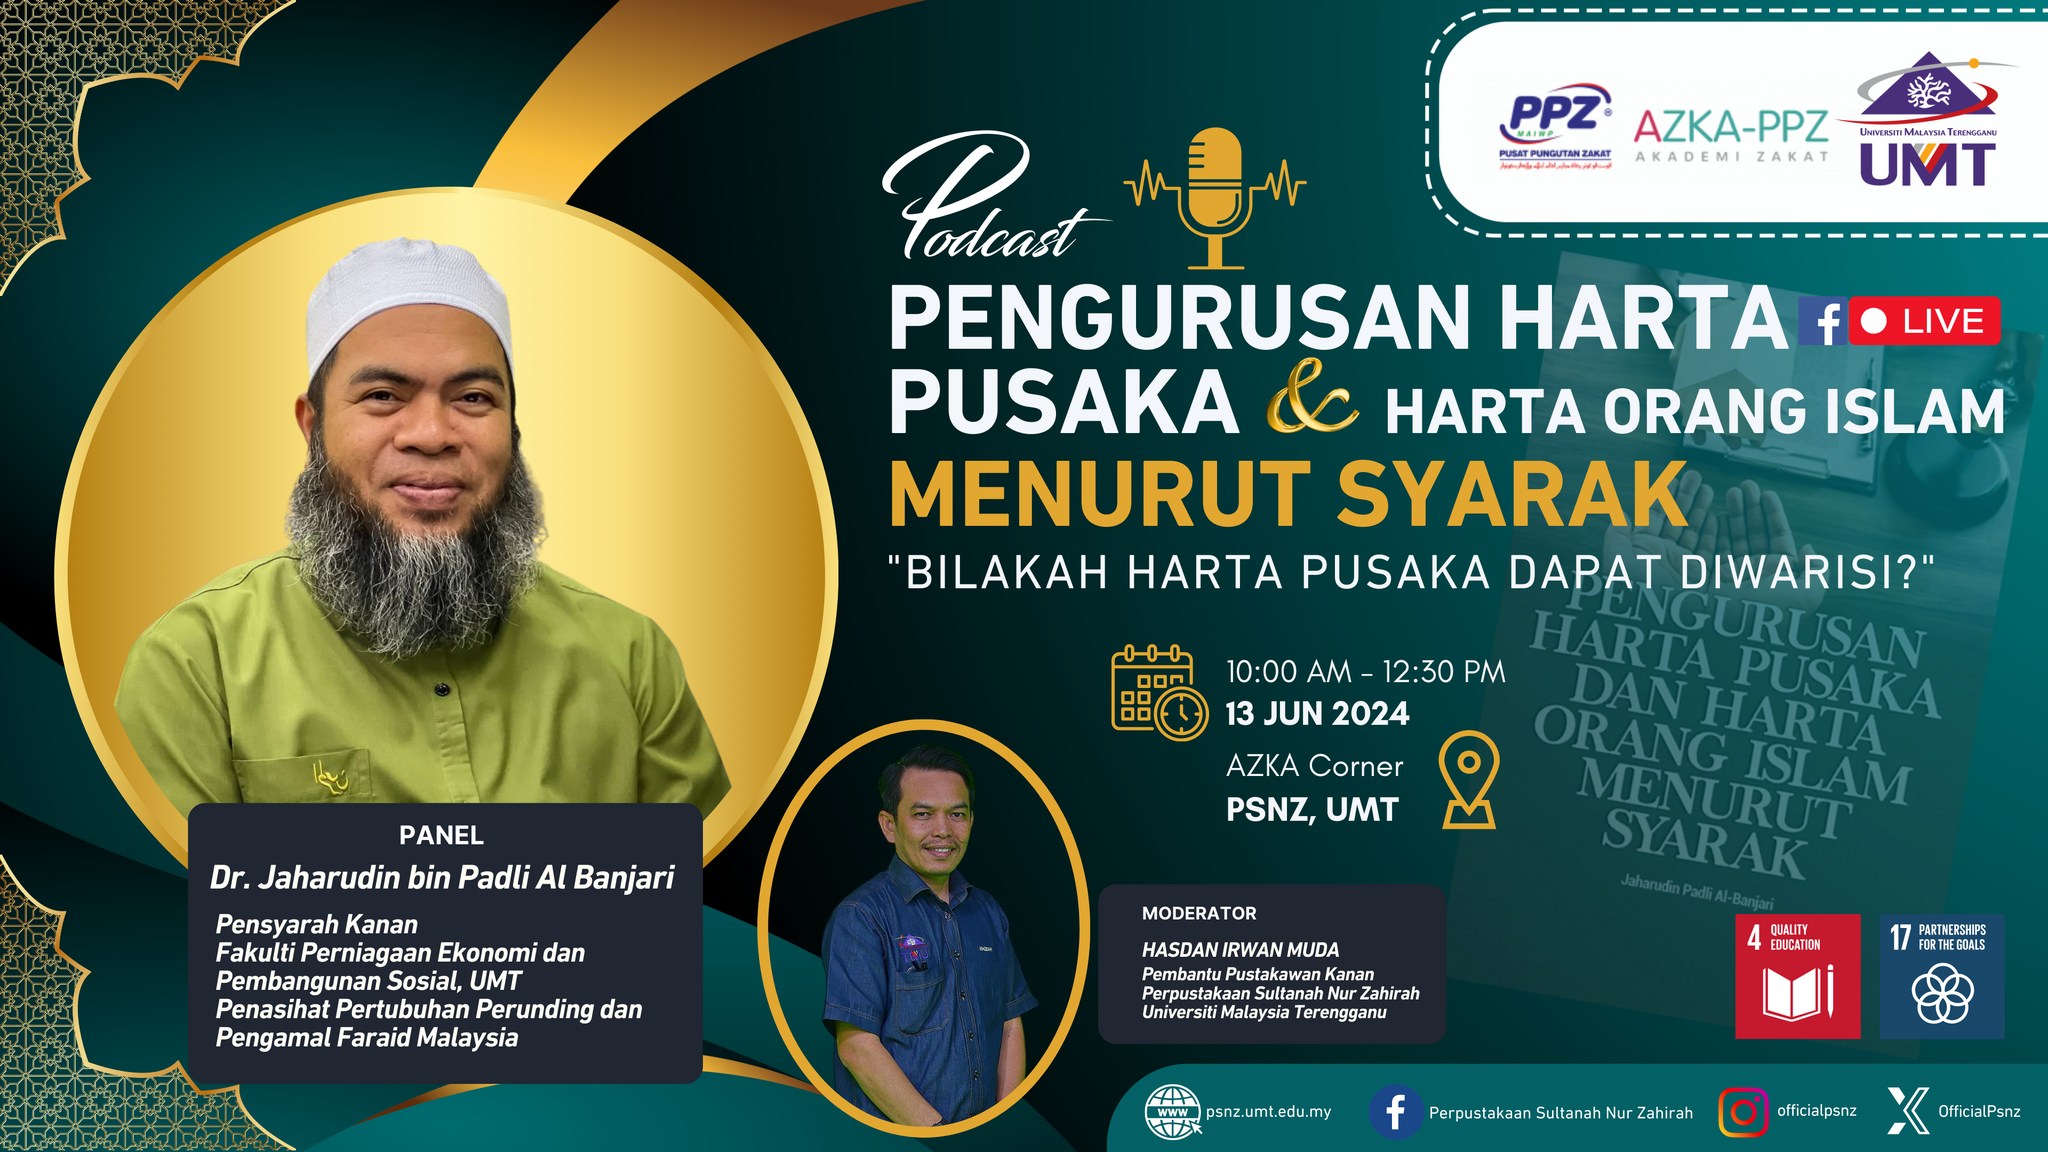 PPZ
MAIWP
PUSAT PUNGUTAN ZAKAT
AZKA-PPZ
AKADEMI ZAKAT
UNIVERSITI MALAYSIA TERENGGANU
UMT
Podcast
PENGURUSAN HARTA
LIVE
PUSAKA & HARTA ORANG ISLAM
MENURUT SYARAK
"BILAKAH HARTA PUSAKA DAPAT DIWARISI?"
10:00 AM – 12:30 PM
13 JUN 2024
AZKA Corner
PSNZ, UMT
PENGURUSAN
HARTA PUSAKA
DAN HARTA
ORANG ISLAM
MENURUT
SYARAK
Jaharudin Padli Al-Banjari
PANEL
Dr. Jaharudin bin Padli Al Banjari
Pensyarah Kanan
Fakulti Perniagaan Ekonomi dan
Pembangunan Sosial, UMT
Penasihat Pertubuhan Perunding dan
Pengamal Faraid Malaysia
MODERATOR
HASDAN IRWAN MUDA
Pembantu Pustakawan Kanan
Perpustakaan Sultanah Nur Zahirah
Universiti Malaysia Terengganu
4 QUALITY
EDUCATION
17 PARTNERSHIPS
FOR THE GOALS
www
psnz.umt.edu.my
Perpustakaan Sultanah Nur Zahirah
officialpsnz
OfficialPsnz